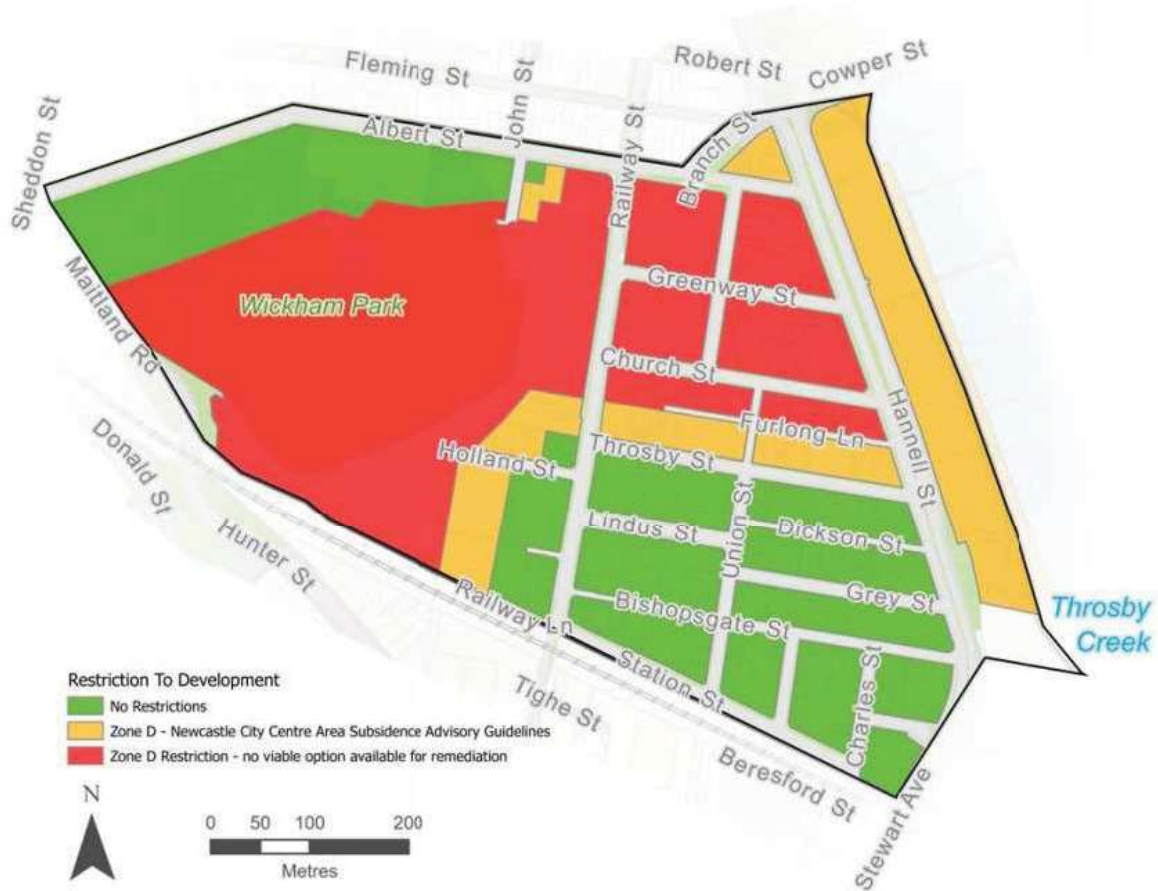 Fleming St
John St
Robert St
Cowper St
Sheddon St
Albert St
Railway St
Branch St
Maitland Rd
Wickham Park
Greenway St
Church St
Hannell St
Furlong Ln
Donald St
Holland St
Throsby St
Hunter St
Lindus St
Union St
Dickson St
Railway Ln
Bishopsgate St
Grey St
Throsby
Creek
Station St
Charles St
Tighe St
Beresford St
Stewart Ave
Restriction To Development
No Restrictions
Zone D - Newcastle City Centre Area Subsidence Advisory Guidelines
Zone D Restriction - no viable option available for remediation
N
0 50 100 200
Metres